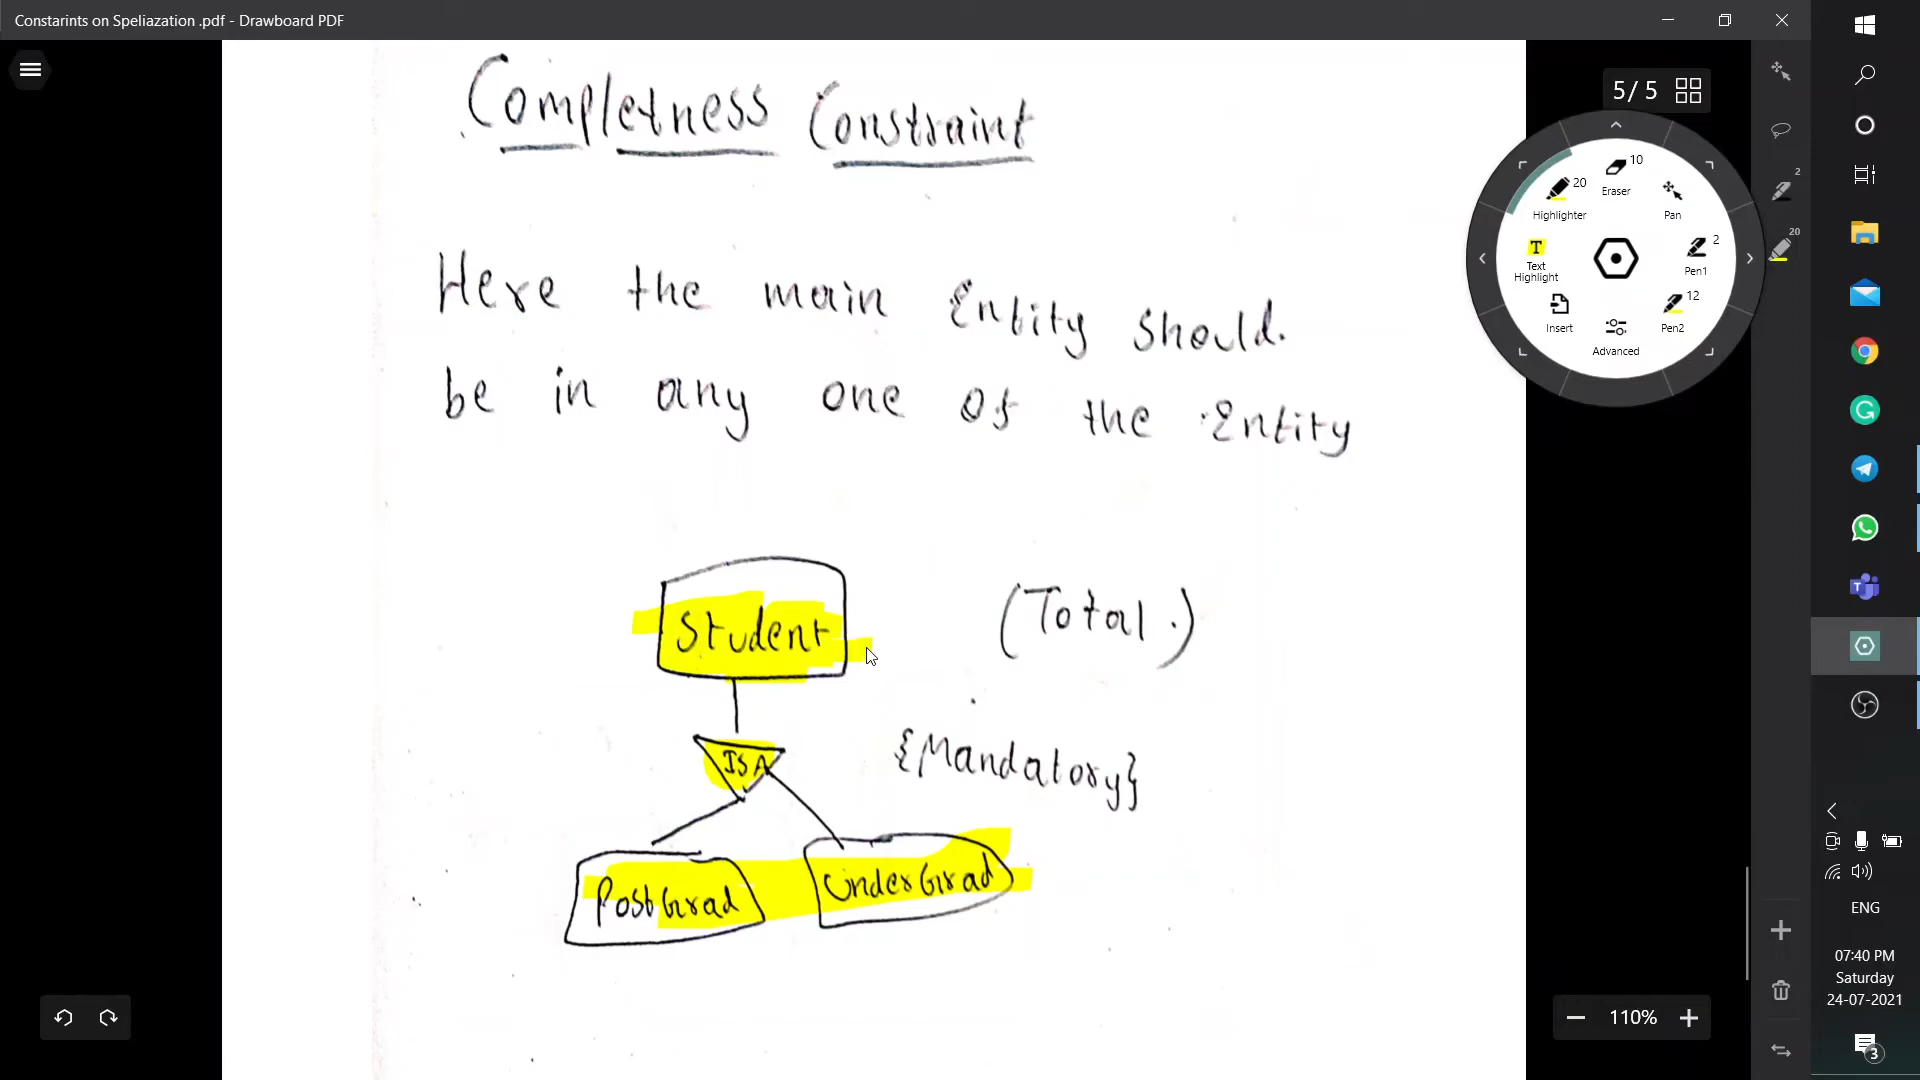 Constarints on Speliazation .pdf - Drawboard PDF
Completness Constraint
5/ 5
Here the main Entity should.
be in any one of the Entity
Student
(Total.)
ISA
{Mandatory}
PostGrad
UnderGrad
10
Eraser
20
Highlighter
Pan
T
Text
Highlight
2
Pen1
Insert
12
Pen2
Advanced
2
20
110%
ENG
07:40 PM
Saturday
24-07-2021
3